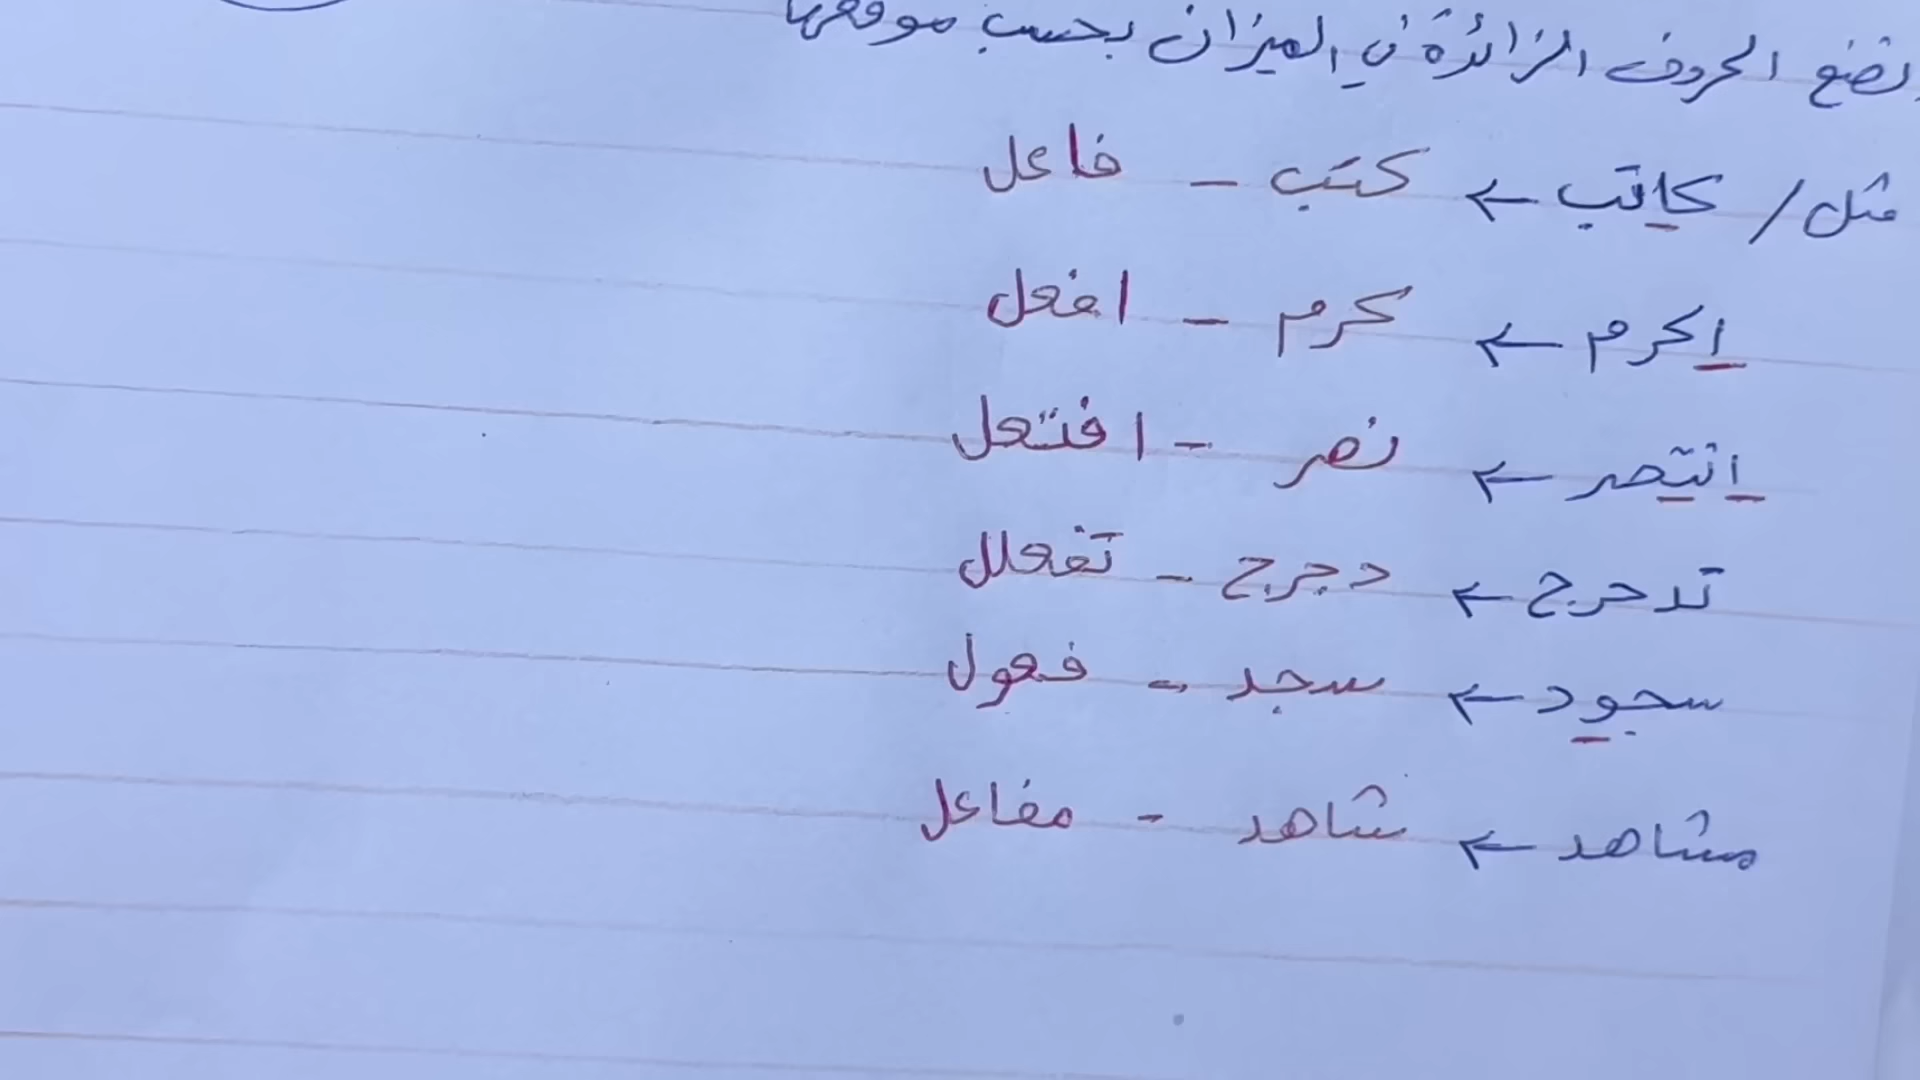 نضع الحروف الزائدة في الميزان بحسب موقعها
مثل / كاتب ← كتب - فاعل
اكرم ← كرم - افعل
انتصر ← نصر - افتعل
تدحرج ← دجرج - تفعلل
سجود ← سجد - فعول
مشاهد ← شاهد - مفاعل